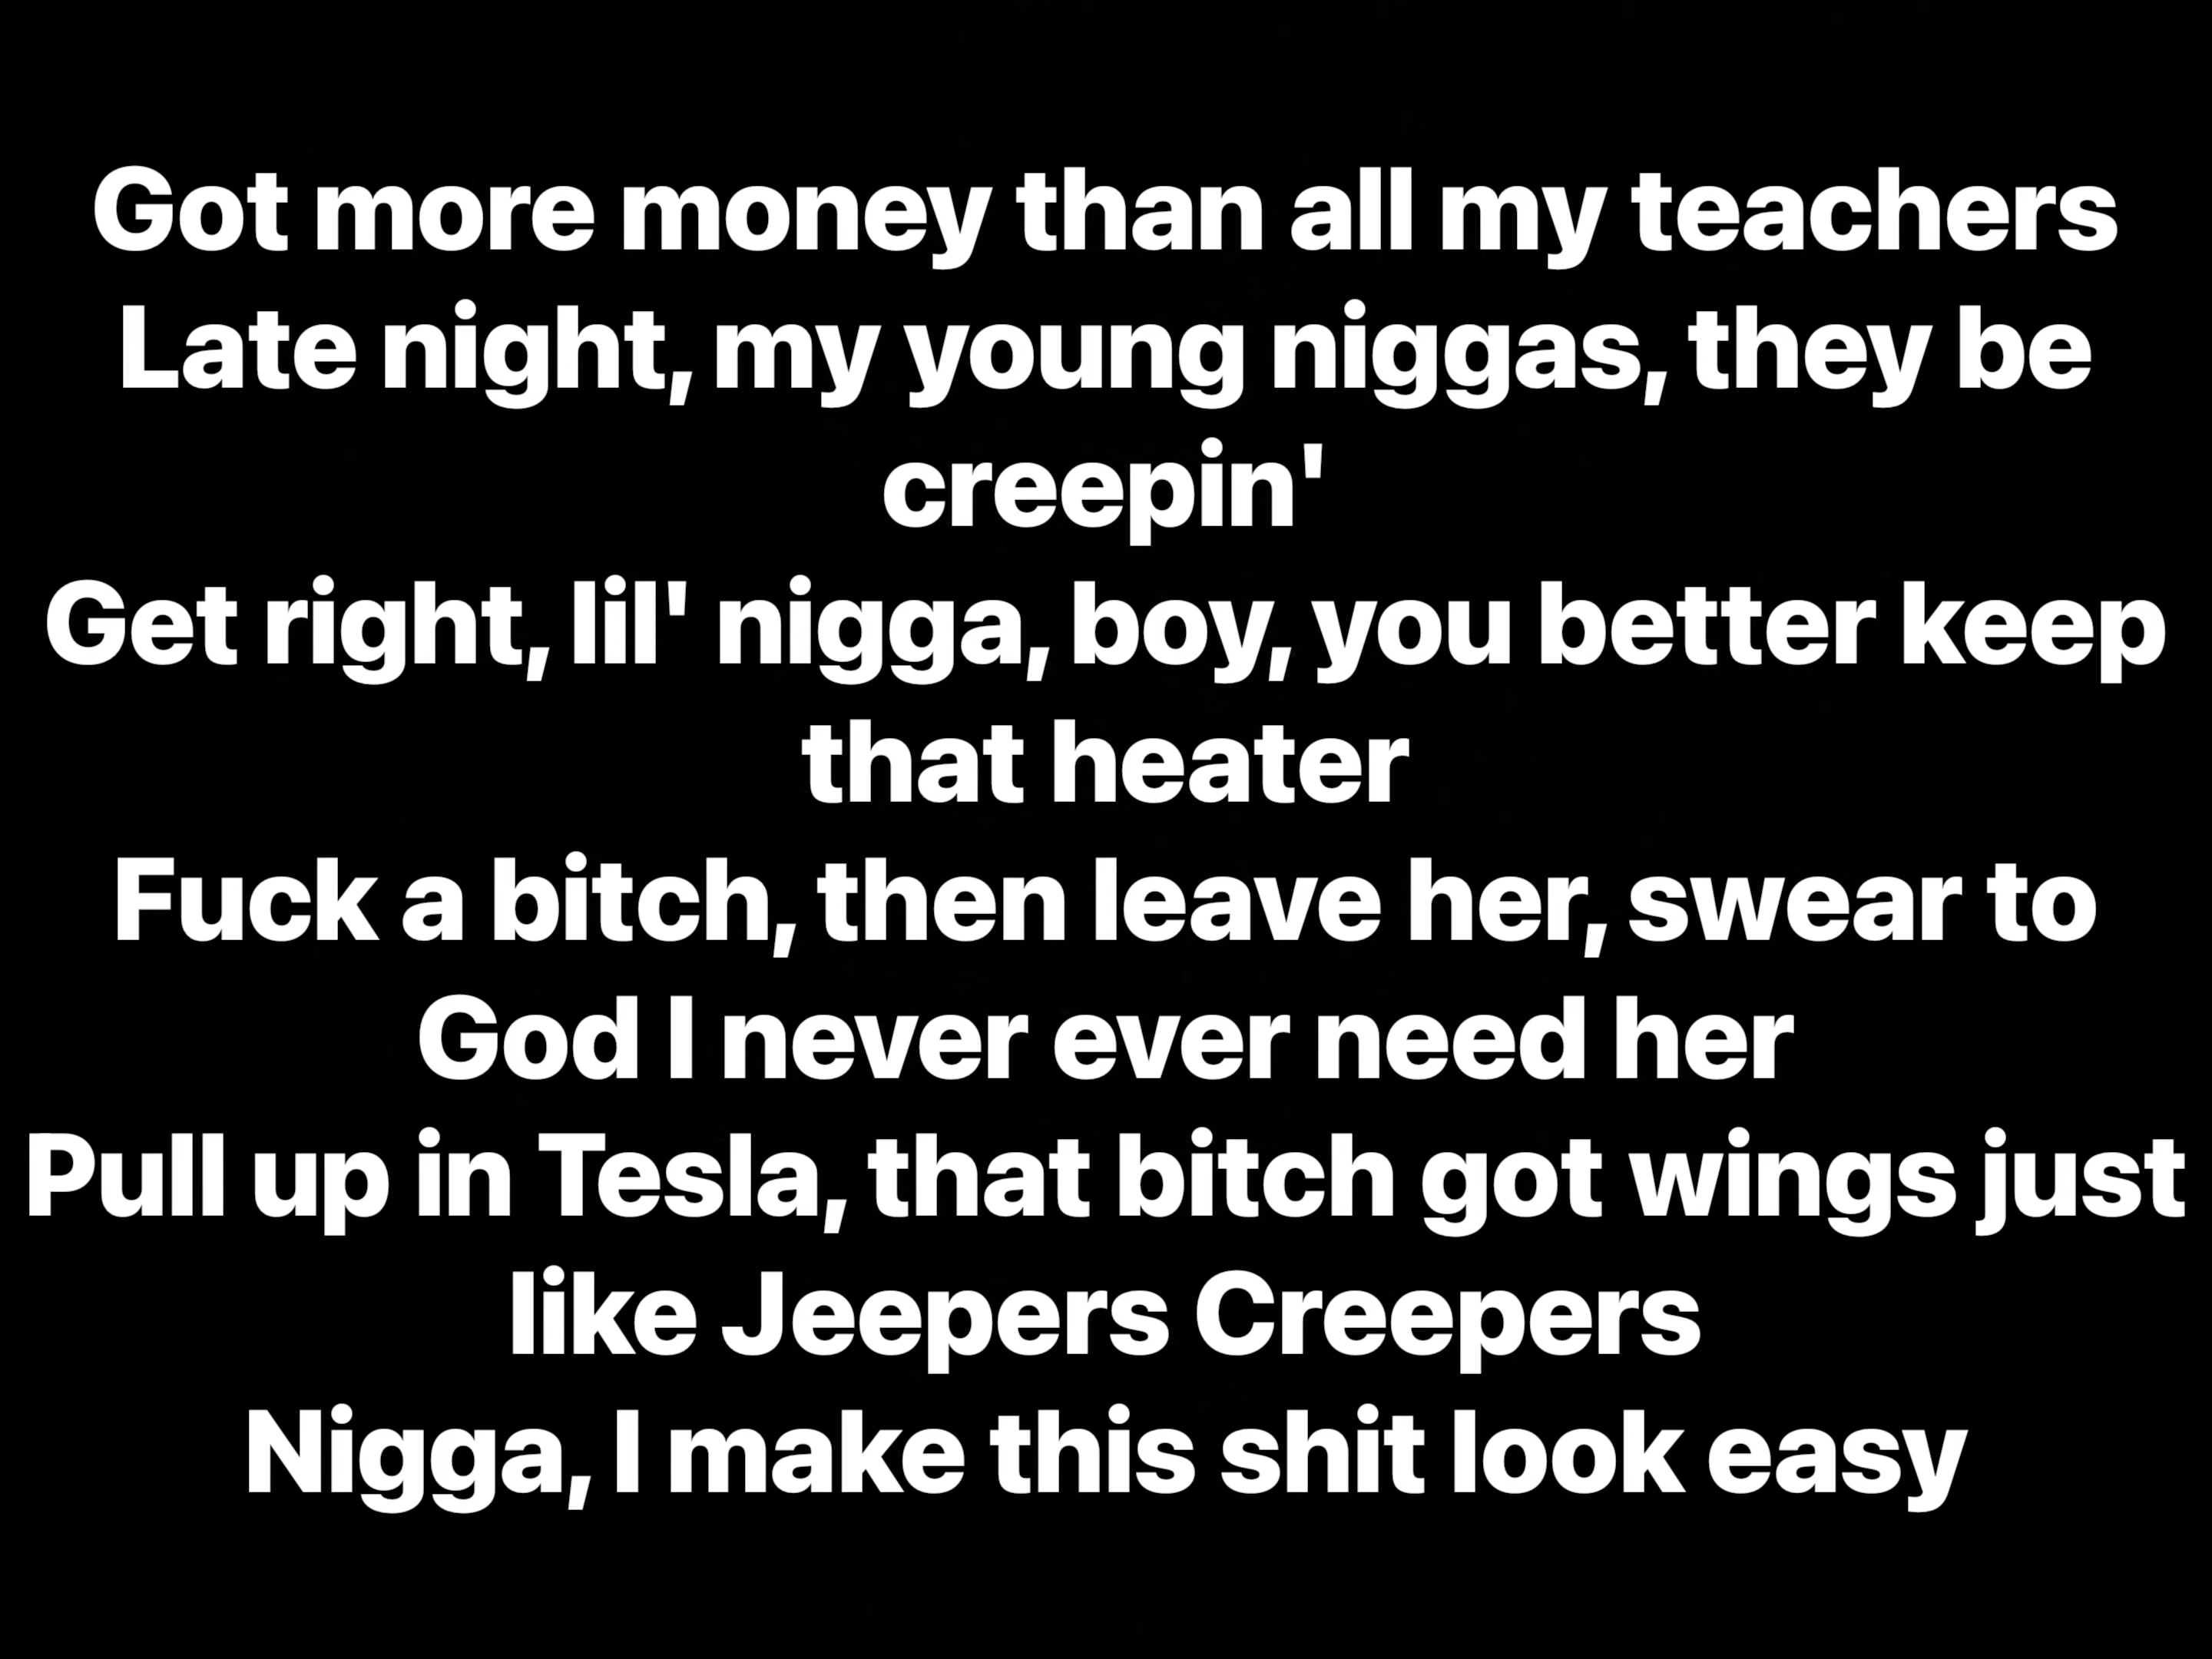 Got more money than all my teachers
Late night, my young niggas, they be
creepin'
Get right, lil' nigga, boy, you better keep
that heater
Fuck a bitch, then leave her, swear to
God I never ever need her
Pull up in Tesla, that bitch got wings just
like Jeepers Creepers
Nigga, I make this shit look easy